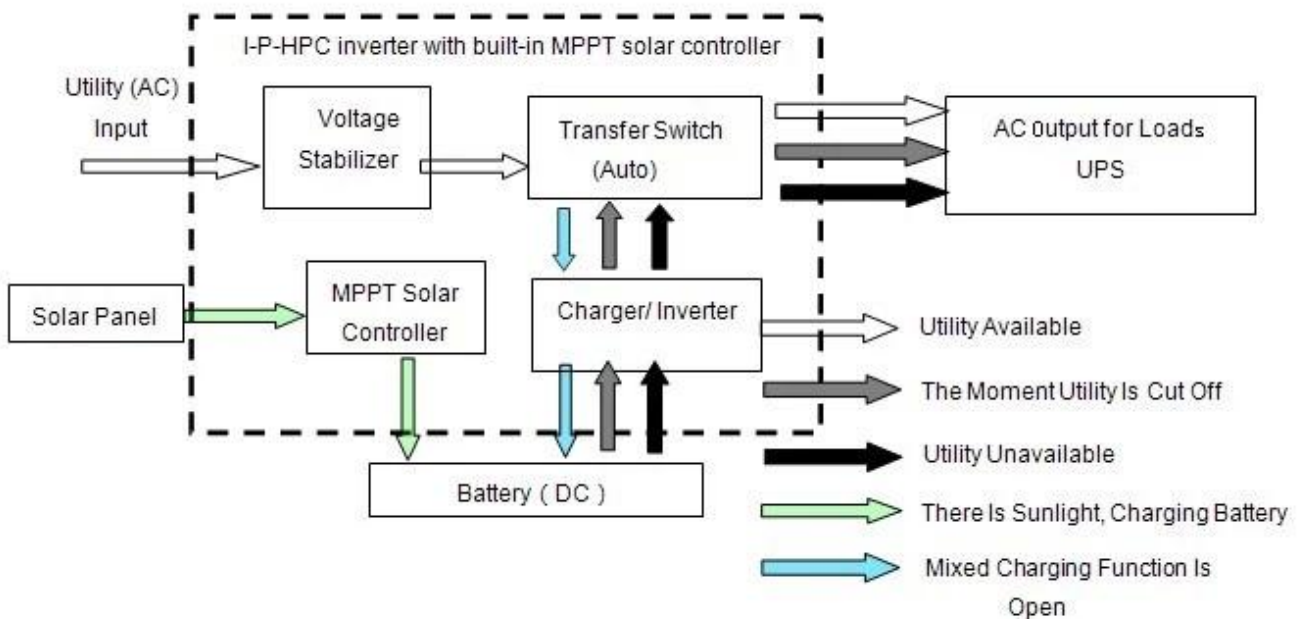 I-P-HPC inverter with built-in MPPT solar controller
Utility (AC)
Input
Voltage
Stabilizer
Transfer Switch
(Auto)
AC Output for Loads
UPS
Solar Panel
MPPT Solar
Controller
Charger/ Inverter
Utility Available
The Moment Utility Is Cut Off
Utility Unavailable
Battery ( DC )
There Is Sunlight, Charging Battery
Mixed Charging Function Is
Open